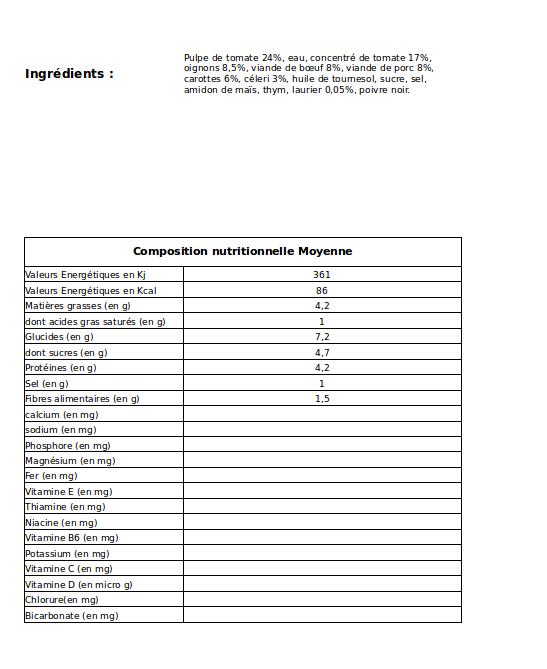 Ingrédients :
Pulpe de tomate 24%, eau, concentré de tomate 17%,
oignons 8,5%, viande de bœuf 8%, viande de porc 8%,
carottes 6%, céleri 3%, huile de tournesol, sucre, sel,
amidon de maïs, thym, laurier 0,05%, poivre noir.
Composition nutritionnelle Moyenne
Valeurs Energétiques en Kj 361
Valeurs Energétiques en Kcal 86
Matières grasses (en g) 4,2
dont acides gras saturés (en g) 1
Glucides (en g) 7,2
dont sucres (en g) 4,7
Protéines (en g) 4,2
Sel (en g) 1
Fibres alimentaires (en g) 1,5
calcium (en mg)
sodium (en mg)
Phosphore (en mg)
Magnésium (en mg)
Fer (en mg)
Vitamine E (en mg)
Thiamine (en mg)
Niacine (en mg)
Vitamine B6 (en mg)
Potassium (en mg)
Vitamine C (en mg)
Vitamine D (en micro g)
Chlorure(en mg)
Bicarbonate (en mg)